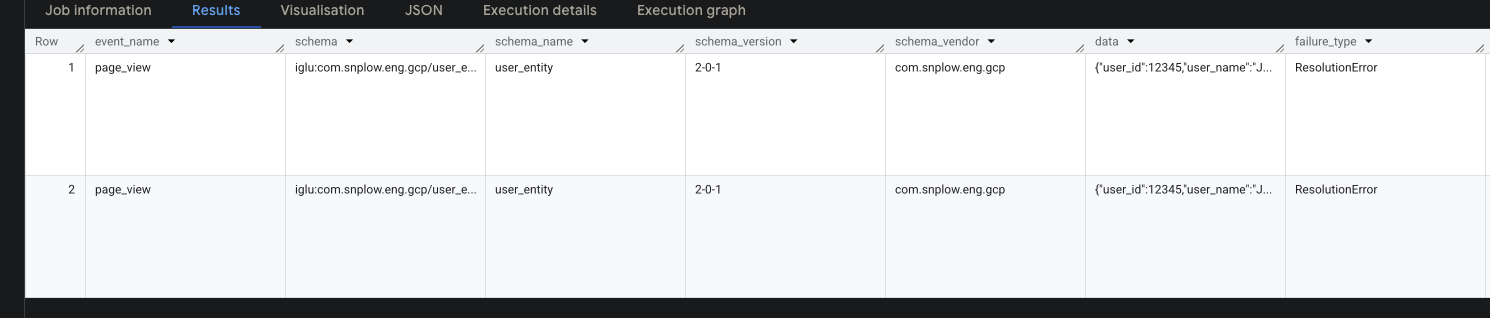 Job information Results Visualisation JSON Execution details Execution graph
Row event_name schema schema_name schema_version schema_vendor data failure_type
1 page_view iglu:com.snplow.eng.gcp/user_e... user_entity 2-0-1 com.snplow.eng.gcp {"user_id":12345,"user_name":"J... ResolutionError
2 page_view iglu:com.snplow.eng.gcp/user_e... user_entity 2-0-1 com.snplow.eng.gcp {"user_id":12345,"user_name":"J... ResolutionError